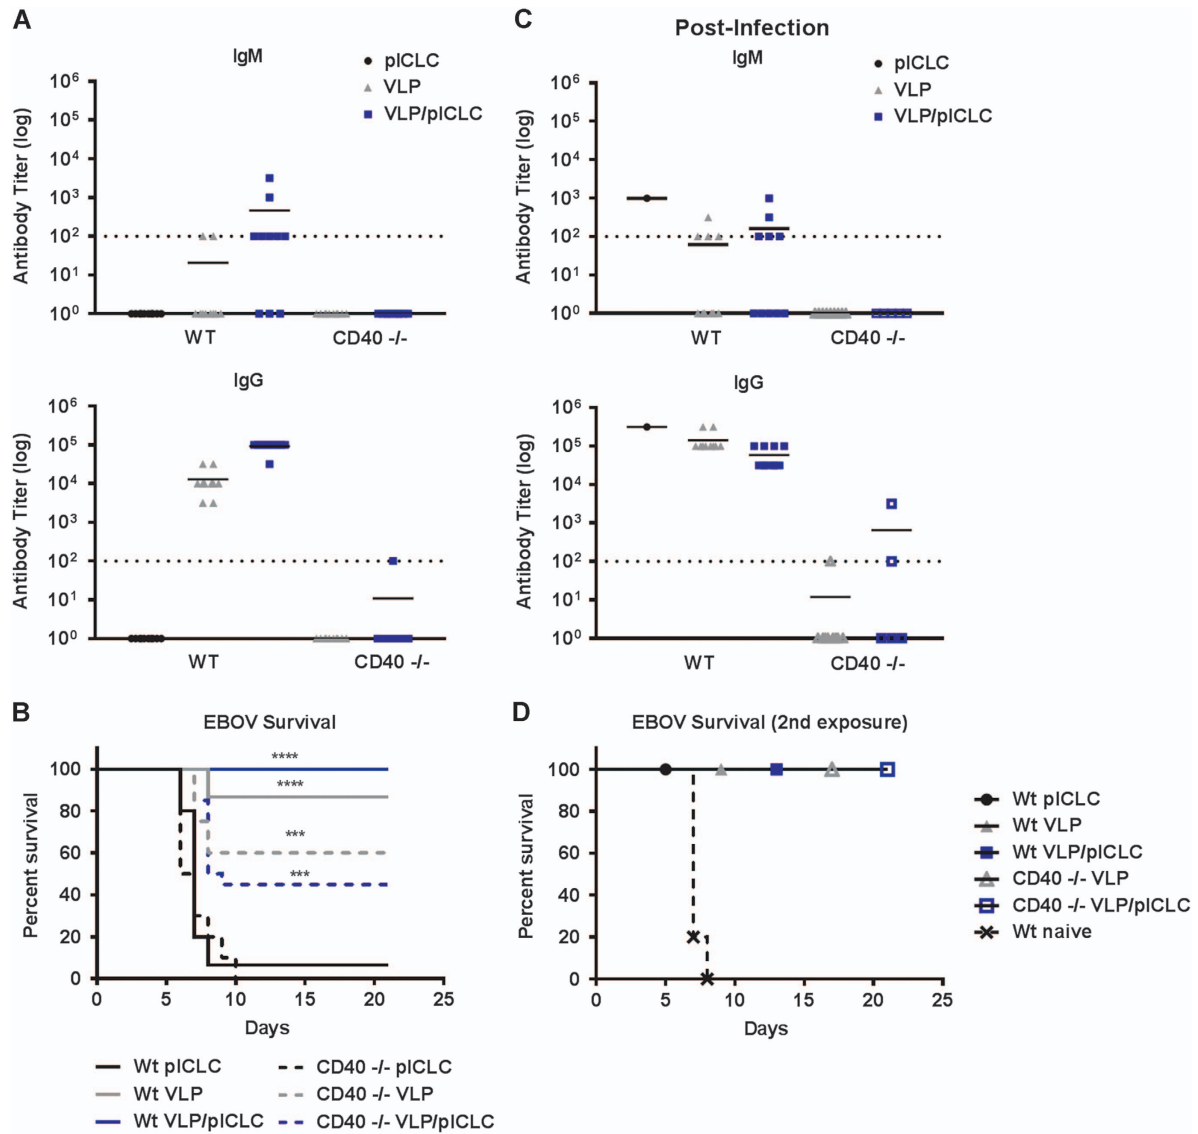 A
IgM
pICLC
VLP
VLP/pICLC
Antibody Titer (log)
10⁶
10⁵
10⁴
10³
10²
10¹
10⁰
WT
CD40 -/-
IgG
Antibody Titer (log)
10⁶
10⁵
10⁴
10³
10²
10¹
10⁰
WT
CD40 -/-
C
Post-Infection
IgM
pICLC
VLP
VLP/pICLC
Antibody Titer (log)
10⁶
10⁵
10⁴
10³
10²
10¹
10⁰
WT
CD40 -/-
IgG
Antibody Titer (log)
10⁶
10⁵
10⁴
10³
10²
10¹
10⁰
WT
CD40 -/-
B
EBOV Survival
Percent survival
100
80
60
40
20
0
****
****
***
***
0 5 10 15 20 25
Days
Wt pICLC
Wt VLP
Wt VLP/pICLC
CD40 -/- pICLC
CD40 -/- VLP
CD40 -/- VLP/pICLC
D
EBOV Survival (2nd exposure)
Percent survival
100
80
60
40
20
0
0 5 10 15 20 25
Days
Wt pICLC
Wt VLP
Wt VLP/pICLC
CD40 -/- VLP
CD40 -/- VLP/pICLC
Wt naive